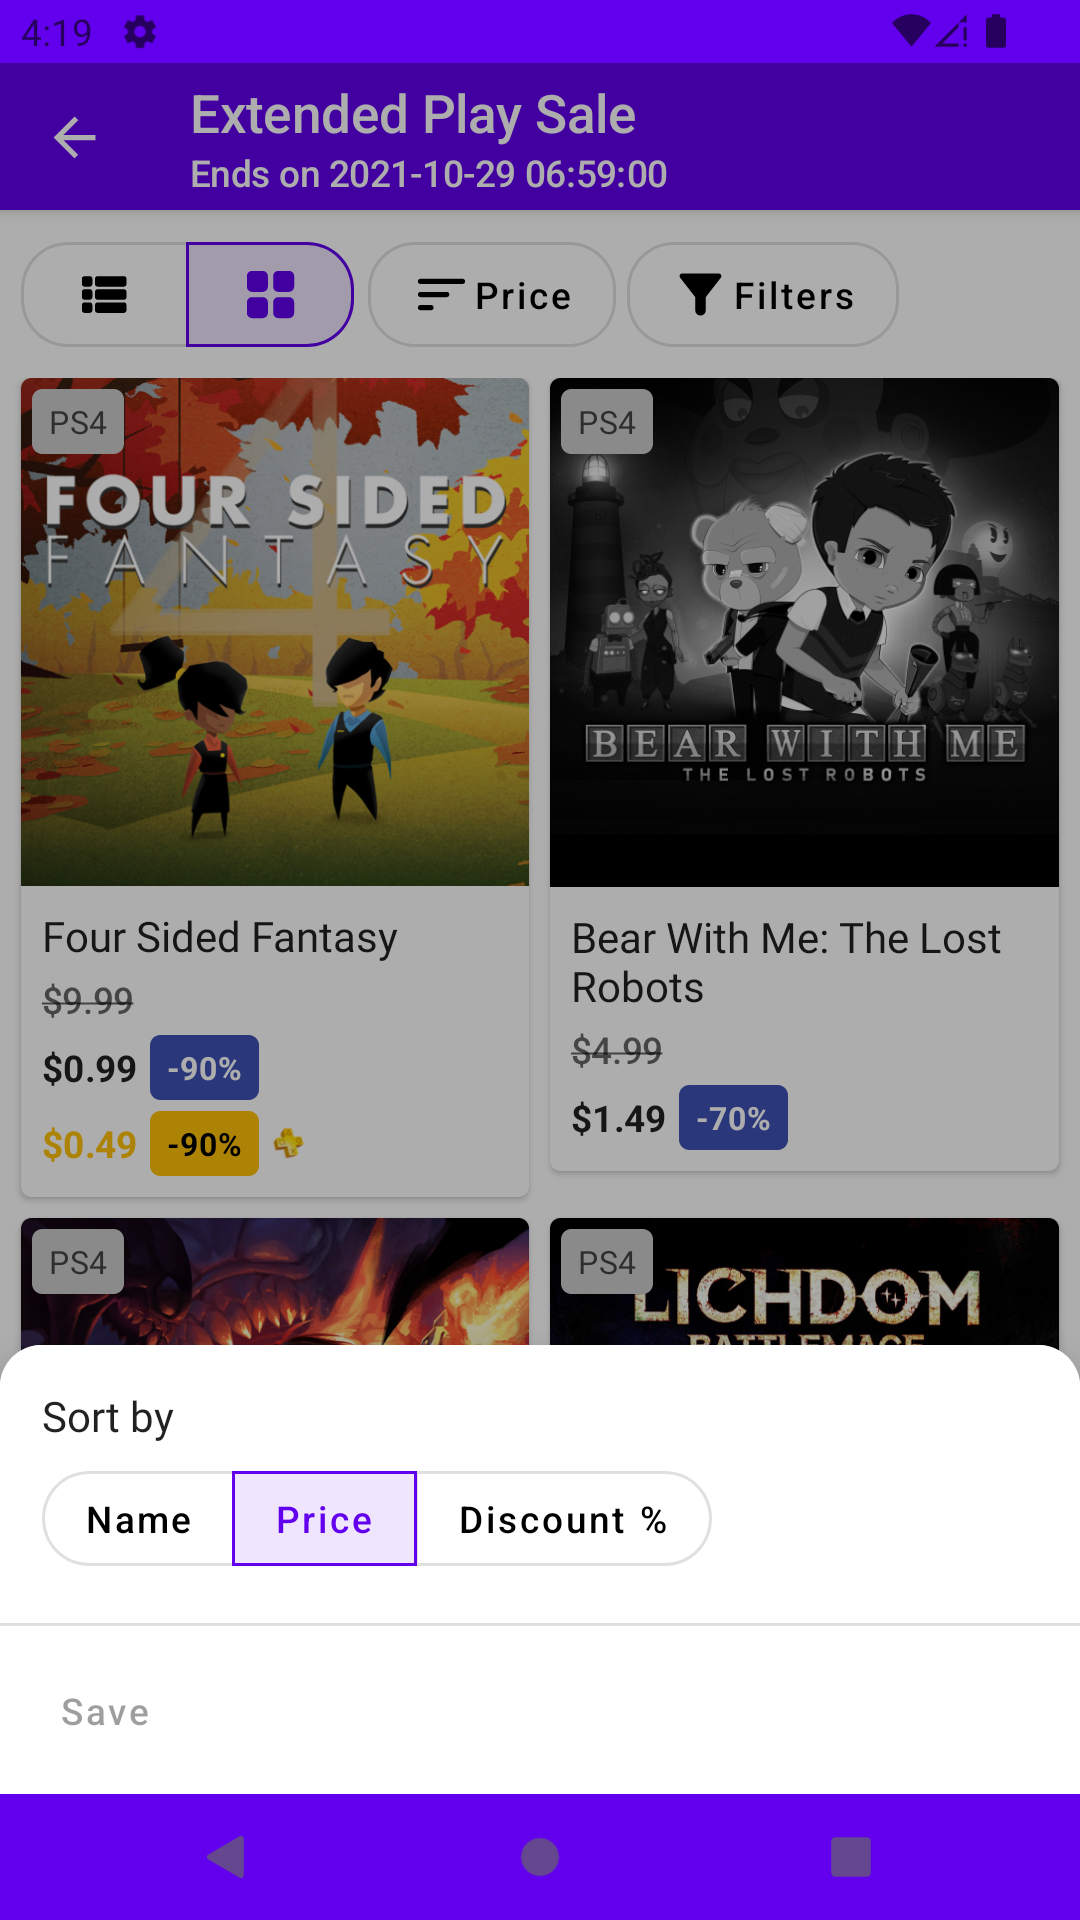 4:19
Extended Play Sale
Ends on 2021-10-29 06:59:00
Price
Filters
PS4
FOUR SIDED
FANTASY
4
Four Sided Fantasy
$9.99
$0.99 -90%
$0.49 -90%
PS4
BEAR WITH ME
THE LOST ROBOTS
Bear With Me: The Lost
Robots
$4.99
$1.49 -70%
PS4
PS4
LICHDOM
BATTLEMAGE
Sort by
Name
Price
Discount %
Save